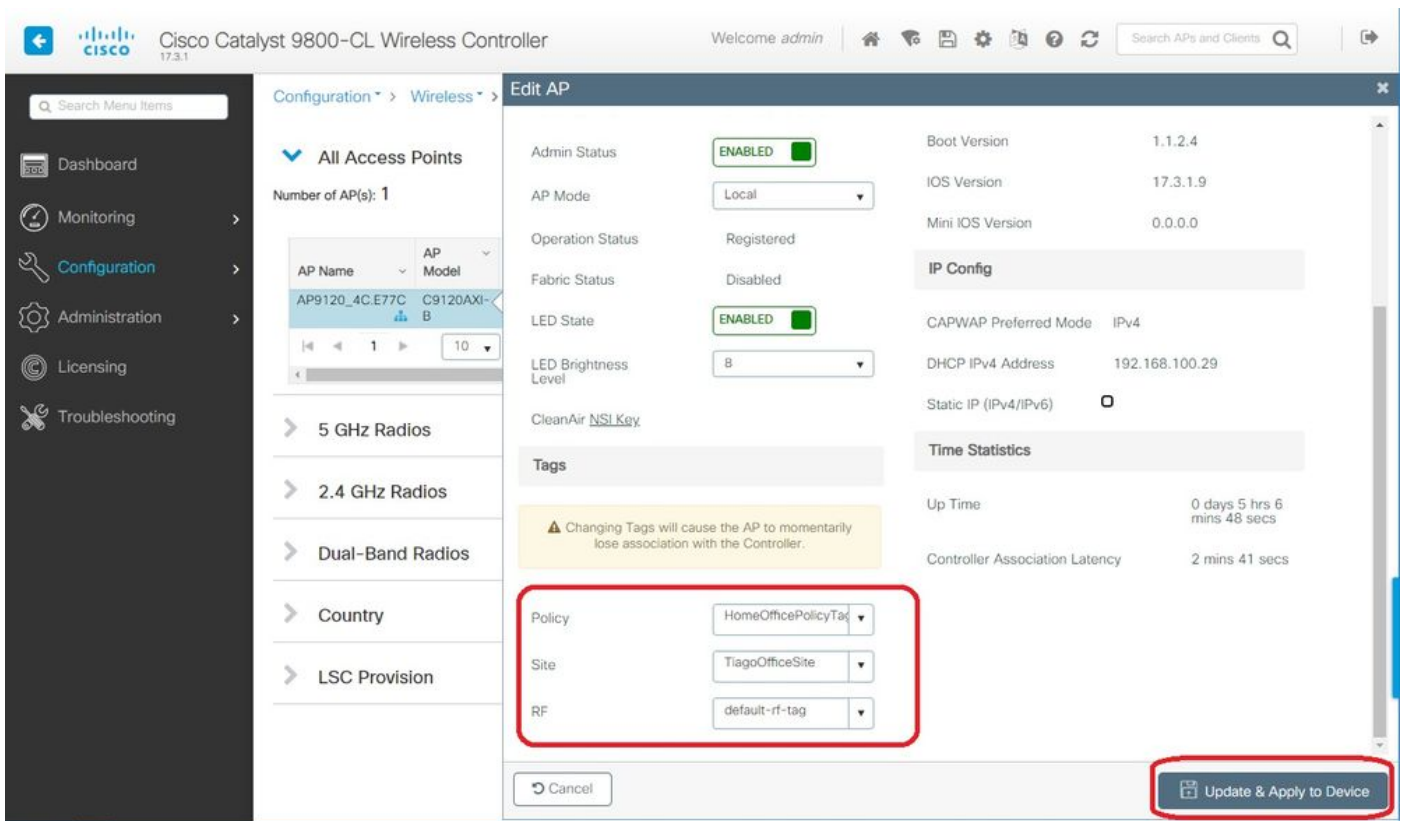 CISCO
Cisco Catalyst 9800-CL Wireless Controller
17.3.1
Welcome admin
Search APs and Clients
Search Menu Items
Dashboard
Monitoring
Configuration
Administration
Licensing
Troubleshooting
Configuration > Wireless >
All Access Points
Number of AP(s): 1
AP Name
AP
Model
AP9120_4C.E77C
C9120AXI-
B
1
10
5 GHz Radios
2.4 GHz Radios
Dual-Band Radios
Country
LSC Provision
Edit AP
Admin Status
ENABLED
AP Mode
Local
Operation Status
Registered
Fabric Status
Disabled
LED State
ENABLED
LED Brightness
Level
8
CleanAir NSI Key
Tags
Changing Tags will cause the AP to momentarily
lose association with the Controller.
Policy
HomeOfficePolicyTag
Site
TiagoOfficeSite
RF
default-rf-tag
Boot Version
1.1.2.4
IOS Version
17.3.1.9
Mini IOS Version
0.0.0.0
IP Config
CAPWAP Preferred Mode
IPv4
DHCP IPv4 Address
192.168.100.29
Static IP (IPv4/IPv6)
Time Statistics
Up Time
0 days 5 hrs 6
mins 48 secs
Controller Association Latency
2 mins 41 secs
Cancel
Update & Apply to Device